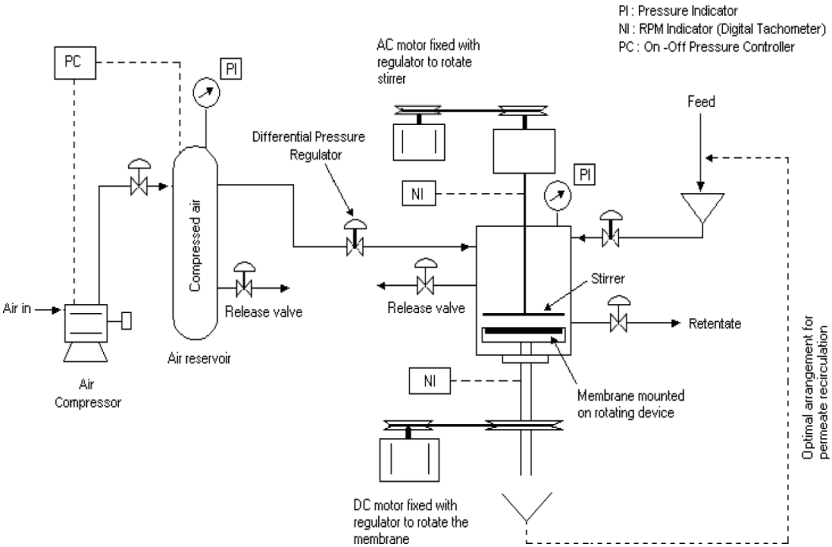 PI : Pressure Indicator
NI : RPM Indicator (Digital Tachometer)
PC : On -Off Pressure Controller
AC motor fixed with
regulator to rotate
stirrer
PC
PI
Feed
Differential Pressure
Regulator
NI
PI
Compressed air
Stirrer
Air in
Release valve
Release valve
Retentate
Air reservoir
Air
Compressor
NI
Membrane mounted
on rotating device
Optimal arrangement for
permeate recirculation
DC motor fixed with
regulator to rotate the
membrane